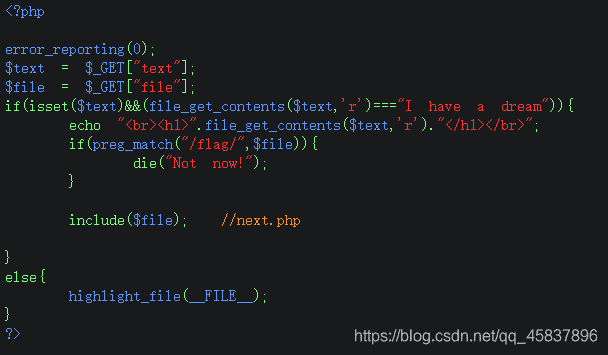 <?php
error_reporting(0);
$text = $_GET["text"];
$file = $_GET["file"];
if(isset($text)&&(file_get_contents($text,'r')==="I have a dream")){
echo "<br><h1>".file_get_contents($text,'r')."</h1></br>";
if(preg_match("/flag/",$file)){
die("Not now!");
}
include($file); //next.php
}
else{
highlight_file(__FILE__);
}
?>
https://blog.csdn.net/qq_45837896